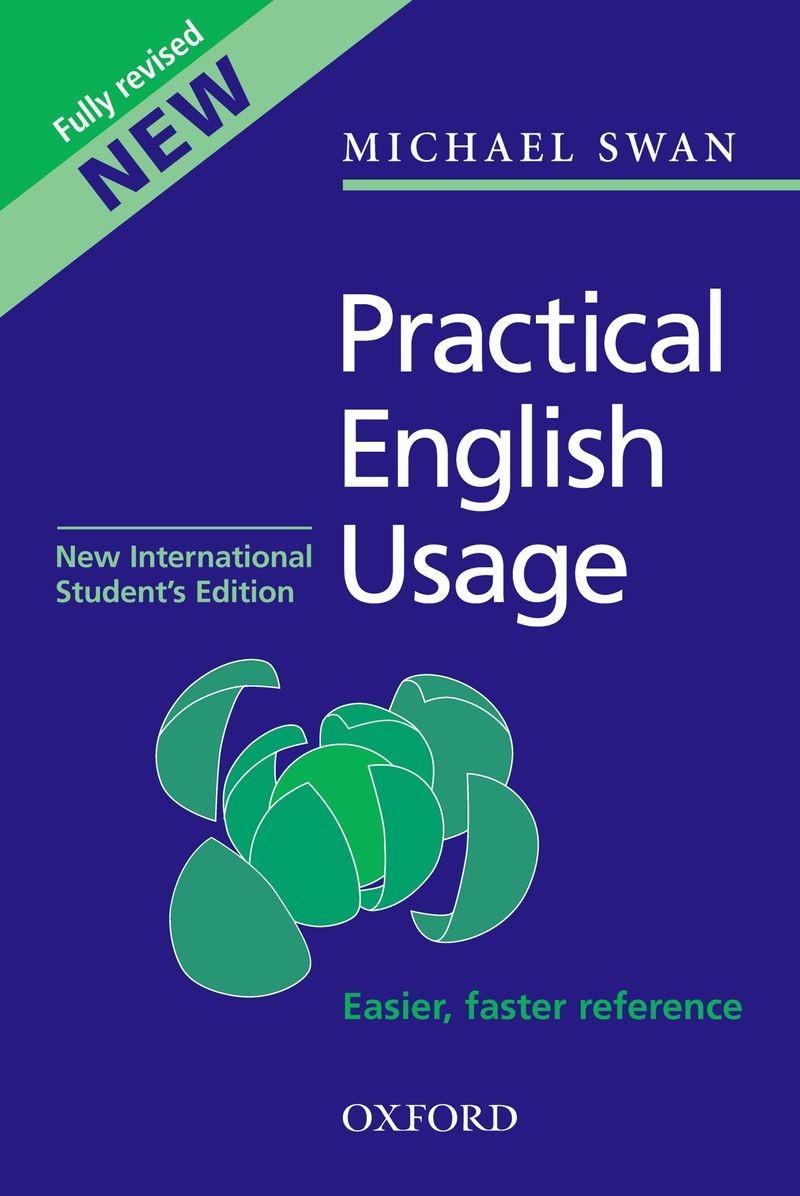 Fully revised
NEW
MICHAEL SWAN
Practical
English
Usage
New International
Student's Edition
Easier, faster reference
OXFORD